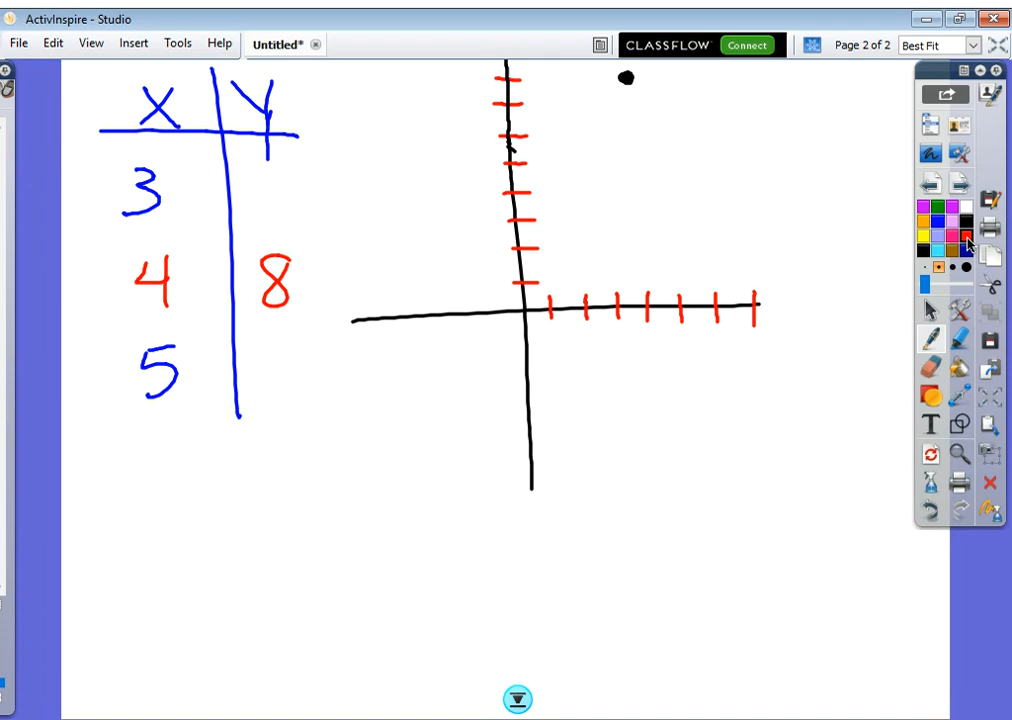 ActivInspire - Studio
File Edit View Insert Tools Help Untitled* CLASSFLOW Connect Page 2 of 2 Best Fit
X Y
3
4 8
5
T